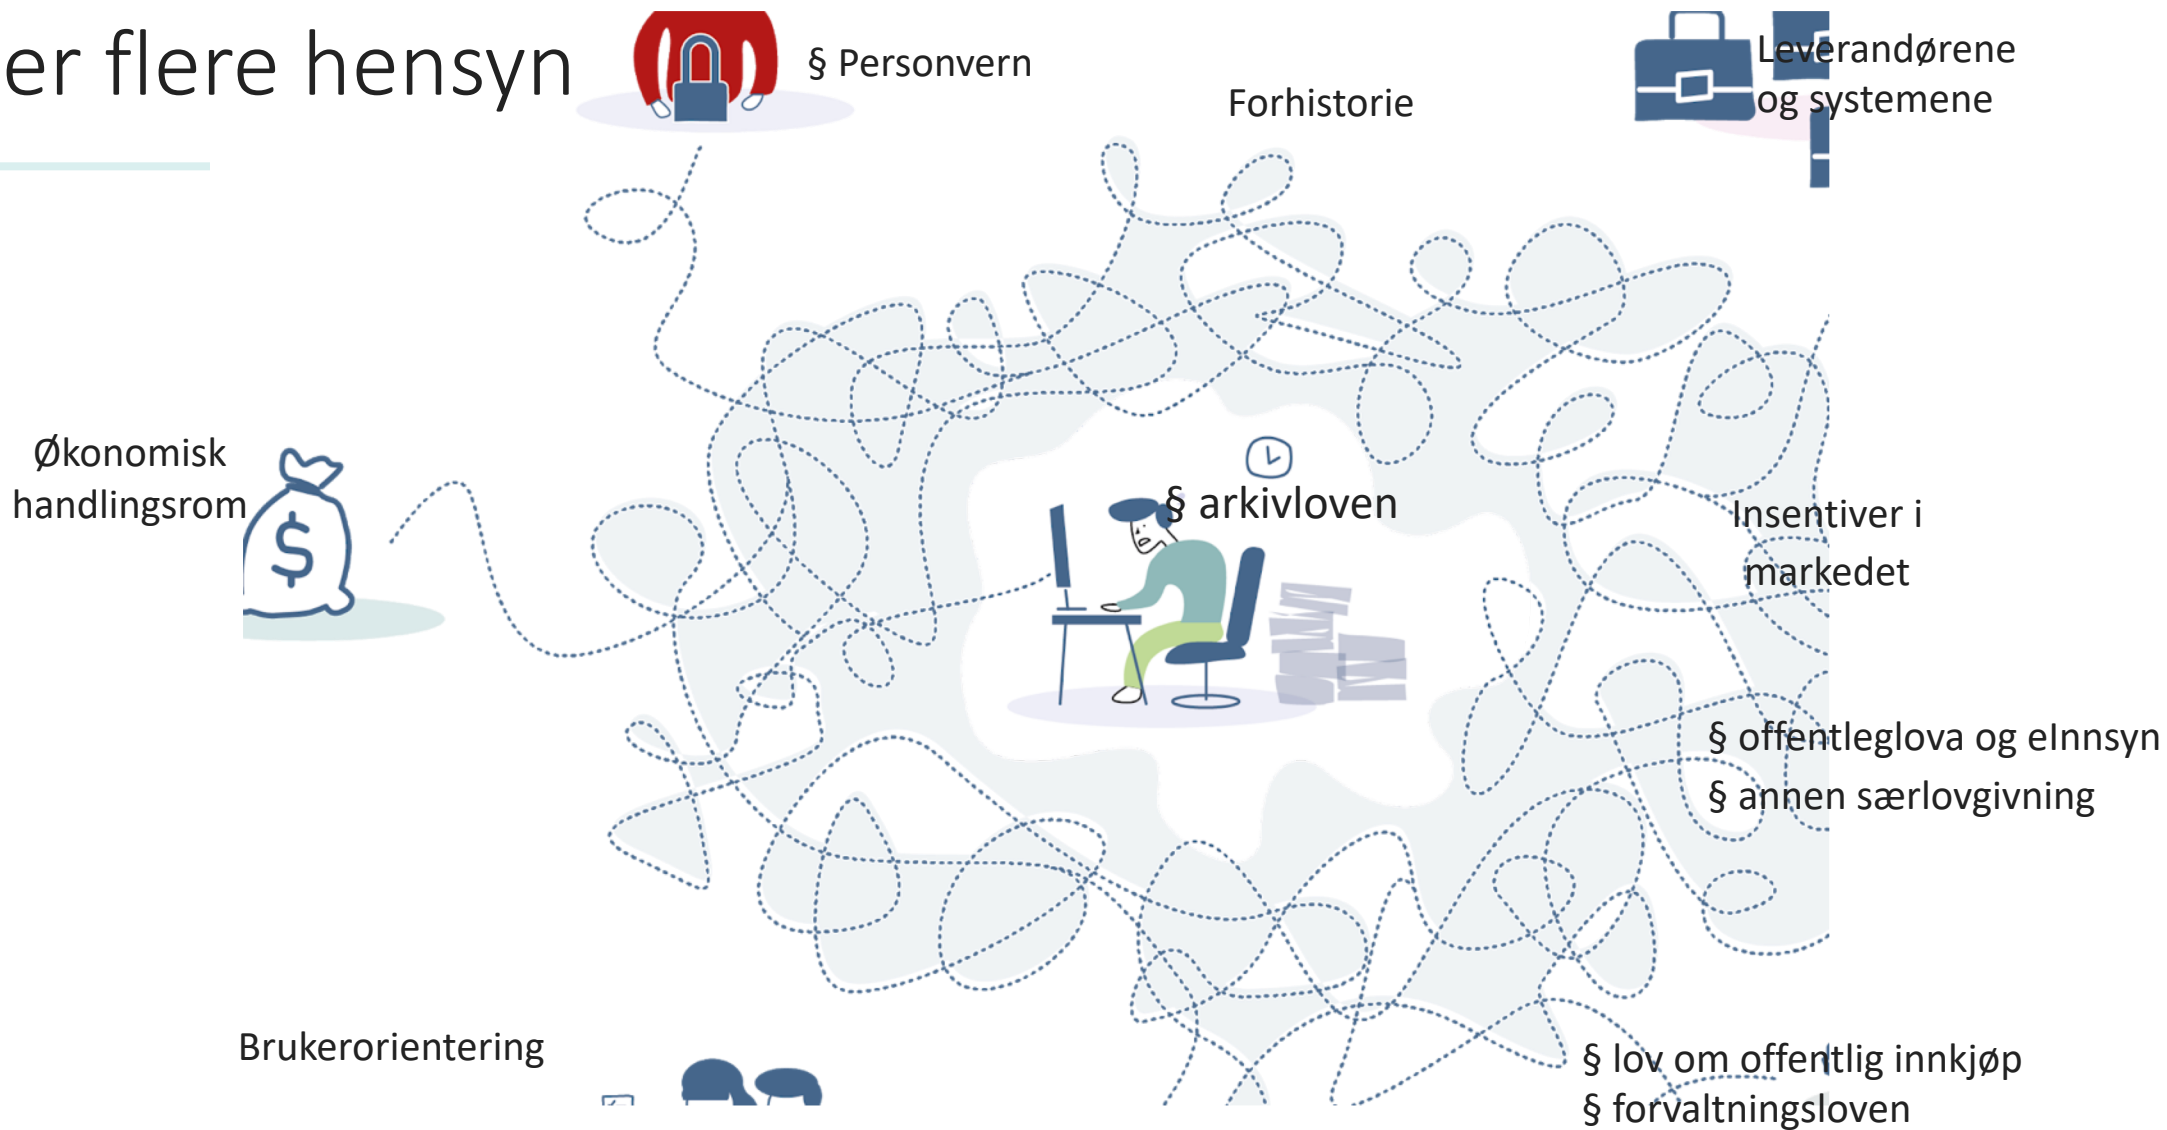 er flere hensyn
§ Personvern
Forhistorie
Leverandørene
og systemene
Økonomisk
handlingsrom
$
§ arkivloven
Insentiver i
markedet
§ offentleglova og eInnsyn
§ annen særlovgivning
Brukerorientering
§ lov om offentlig innkjøp
§ forvaltningsloven